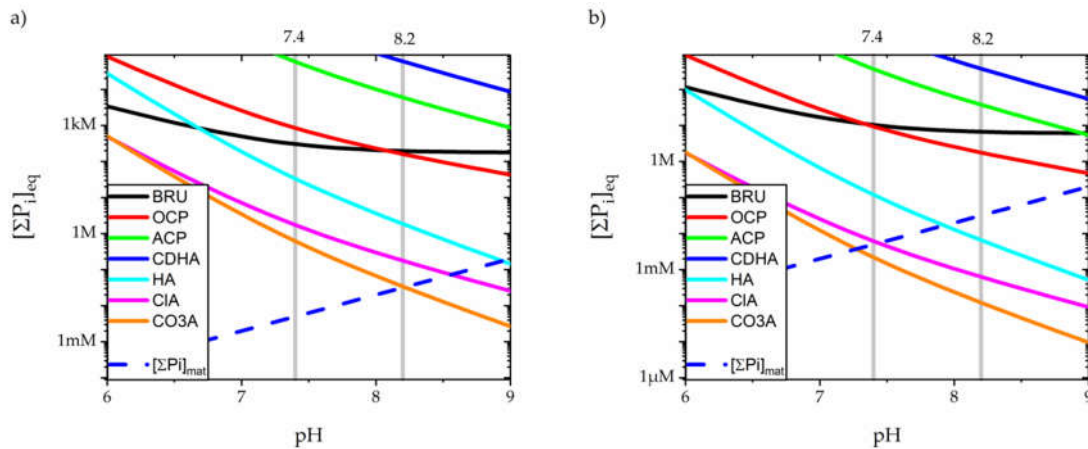 a)
7.4 8.2
[ΣPi]eq
1kM
1M
1mM
BRU
OCP
ACP
CDHA
HA
ClA
CO3A
[ΣPi]mat
6 7 8 9
pH
b)
7.4 8.2
[ΣPi]eq
1kM
1M
1mM
1μM
BRU
OCP
ACP
CDHA
HA
ClA
CO3A
[ΣPi]mat
6 7 8 9
pH